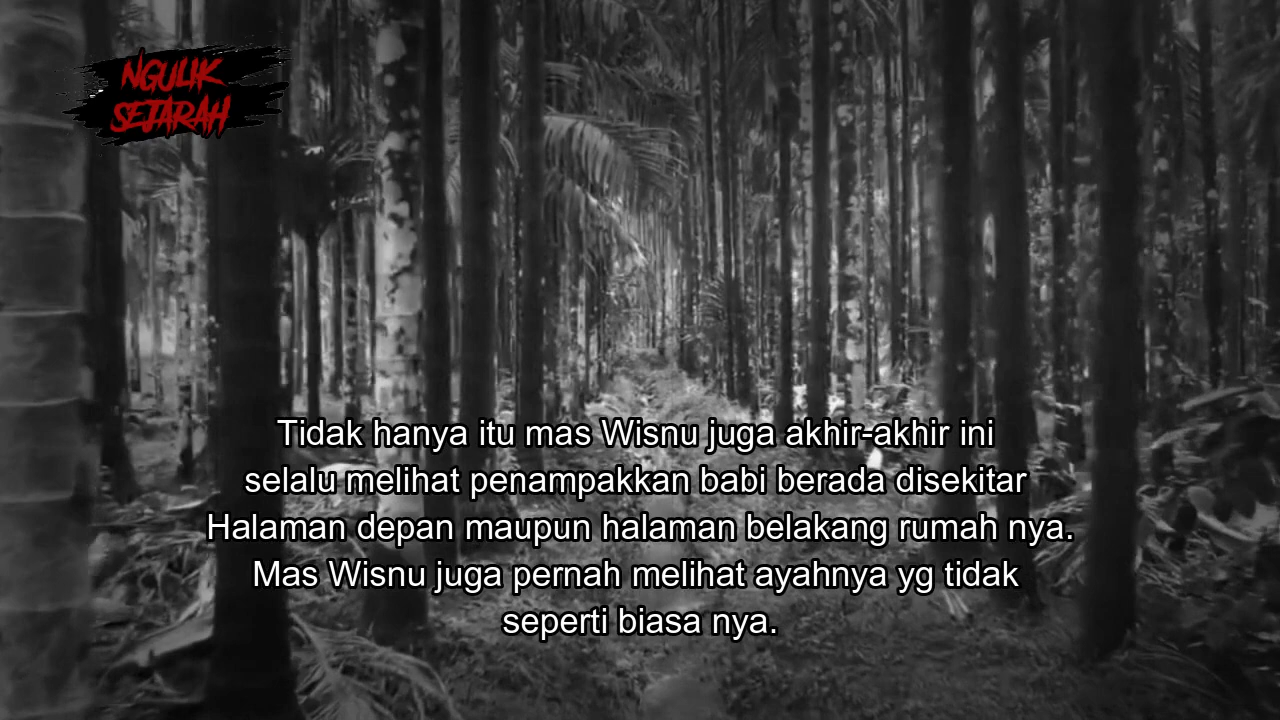 NGULIK
SEJARAH
Tidak hanya itu mas Wisnu juga akhir-akhir ini
selalu melihat penampakkan babi berada disekitar
Halaman depan maupun halaman belakang rumah nya.
Mas Wisnu juga pernah melihat ayahnya yg tidak
seperti biasa nya.